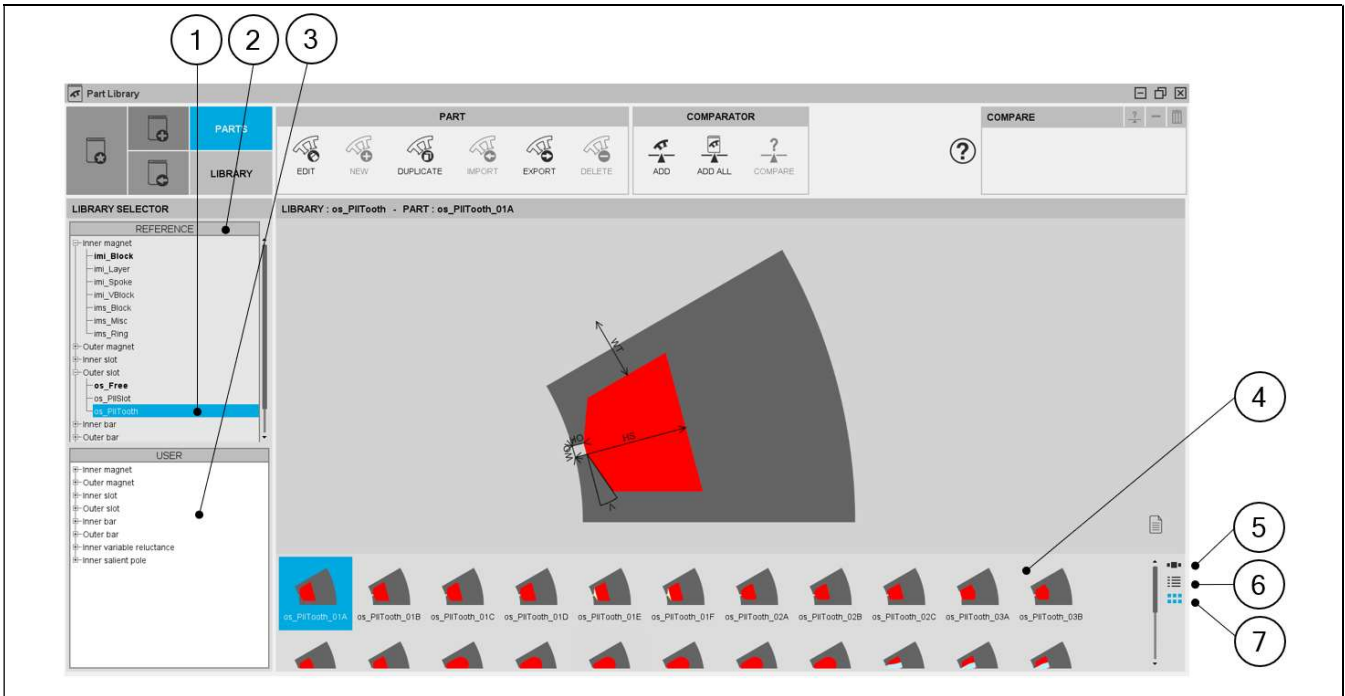 1
2
3
Part Library
PARTS
LIBRARY
PART
EDIT
NEW
DUPLICATE
IMPORT
EXPORT
DELETE
COMPARATOR
ADD
ADD ALL
?
COMPARE
?
COMPARE
?
LIBRARY SELECTOR
REFERENCE
Inner magnet
imi_Block
imi_Layer
imi_Spoke
imi_VBlock
ims_Block
ims_Misc
ims_Ring
Outer magnet
Inner slot
Outer slot
os_Free
os_PllSlot
os_PllTooth
Inner bar
Outer bar
USER
Inner magnet
Outer magnet
Inner slot
Outer slot
Inner bar
Outer bar
Inner variable reluctance
Inner salient pole
LIBRARY : os_PllTooth - PART : os_PllTooth_01A
WT
HO
WO
HS
A
os_PllTooth_01A
os_PllTooth_01B
os_PllTooth_01C
os_PllTooth_01D
os_PllTooth_01E
os_PllTooth_01F
os_PllTooth_02A
os_PllTooth_02B
os_PllTooth_02C
os_PllTooth_03A
os_PllTooth_03B
4
5
6
7